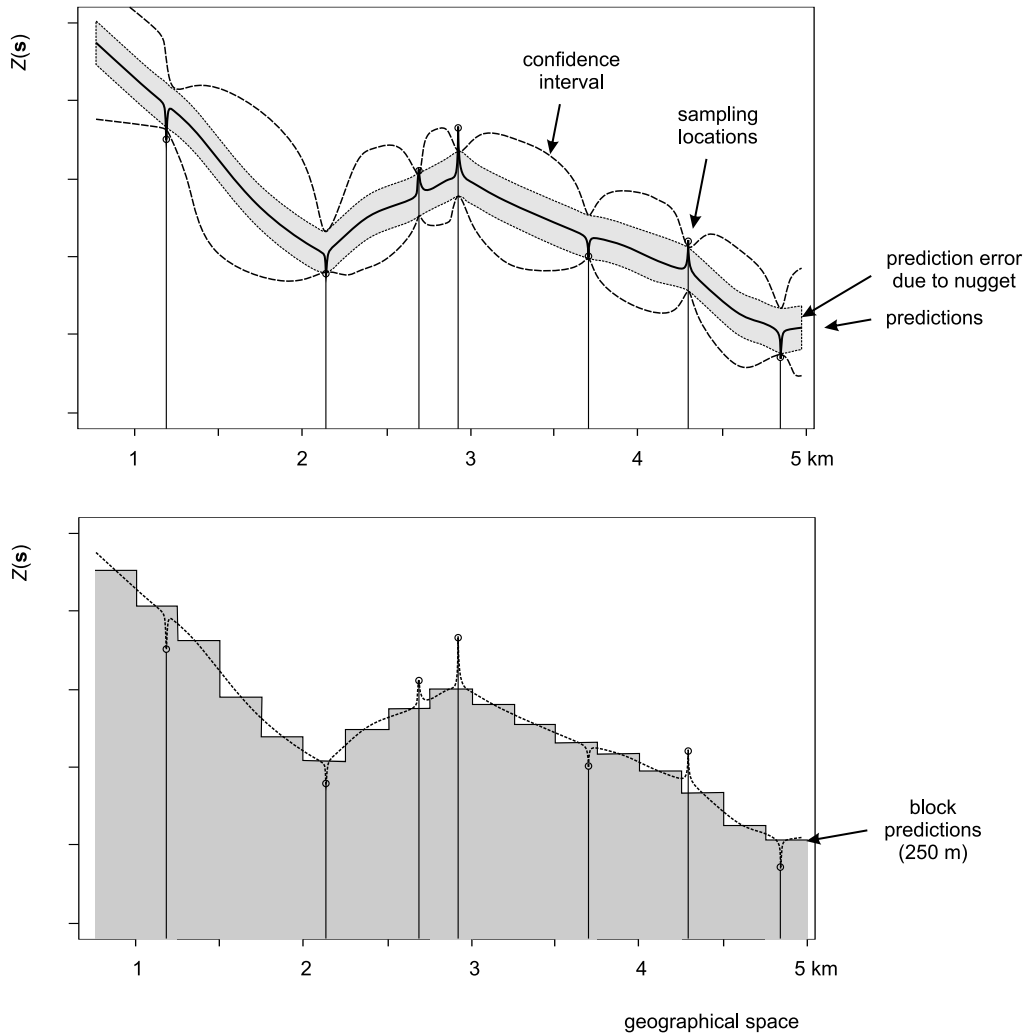 Z(s)
confidence
interval
sampling
locations
prediction error
due to nugget
predictions
1
2
3
4
5 km
Z(s)
block
predictions
(250 m)
1
2
3
4
5 km
geographical space